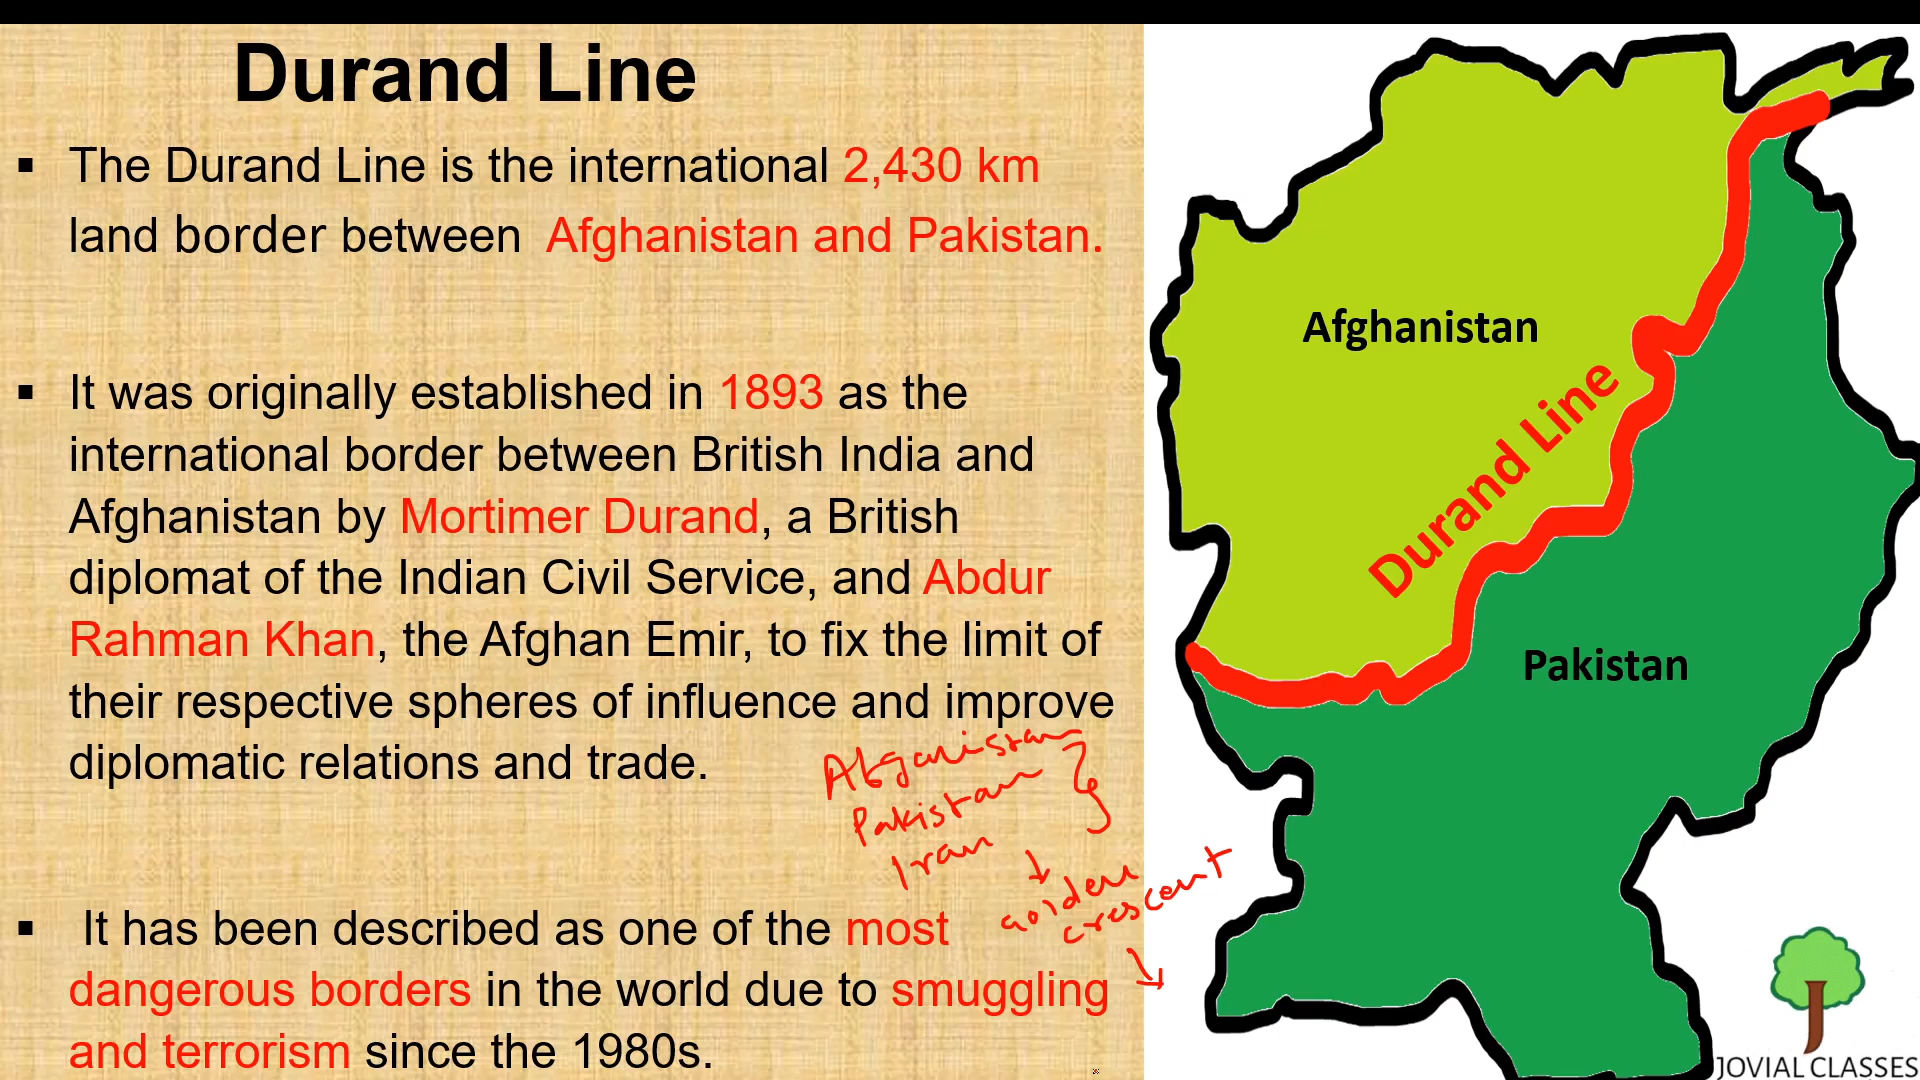 Durand Line
▪ The Durand Line is the international 2,430 km
land border between Afghanistan and Pakistan.
▪ It was originally established in 1893 as the
international border between British India and
Afghanistan by Mortimer Durand, a British
diplomat of the Indian Civil Service, and Abdur
Rahman Khan, the Afghan Emir, to fix the limit of
their respective spheres of influence and improve
diplomatic relations and trade.
Afganistan
Pakistan
Iran
Golden
crescent
▪ It has been described as one of the most
dangerous borders in the world due to smuggling
and terrorism since the 1980s.
Afghanistan
Durand Line
Pakistan
JOVIAL CLASSES